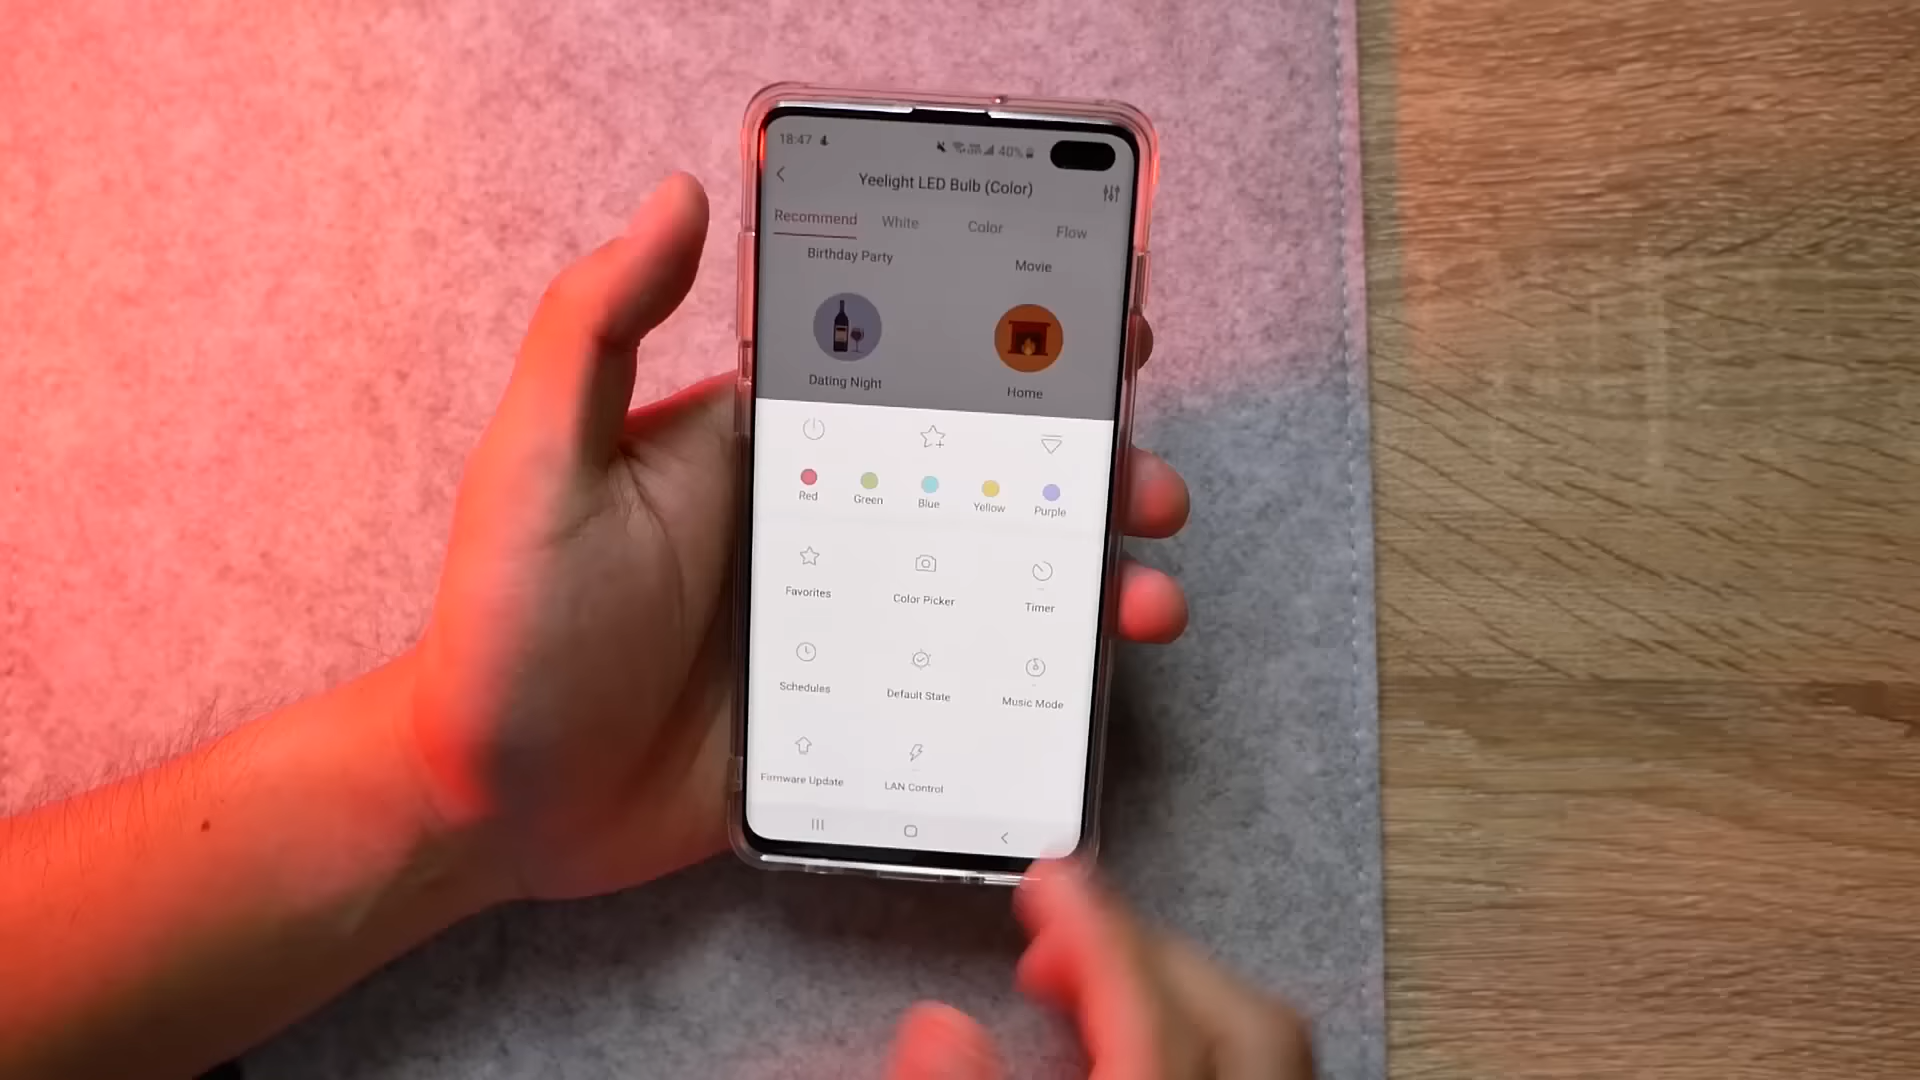 18:47
40%
Yeelight LED Bulb (Color)
Recommend White Color Flow
Birthday Party Movie
Dating Night Home
Red Green Blue Yellow Purple
Favorites Color Picker Timer
Schedules Default State Music Mode
Firmware Update LAN Control